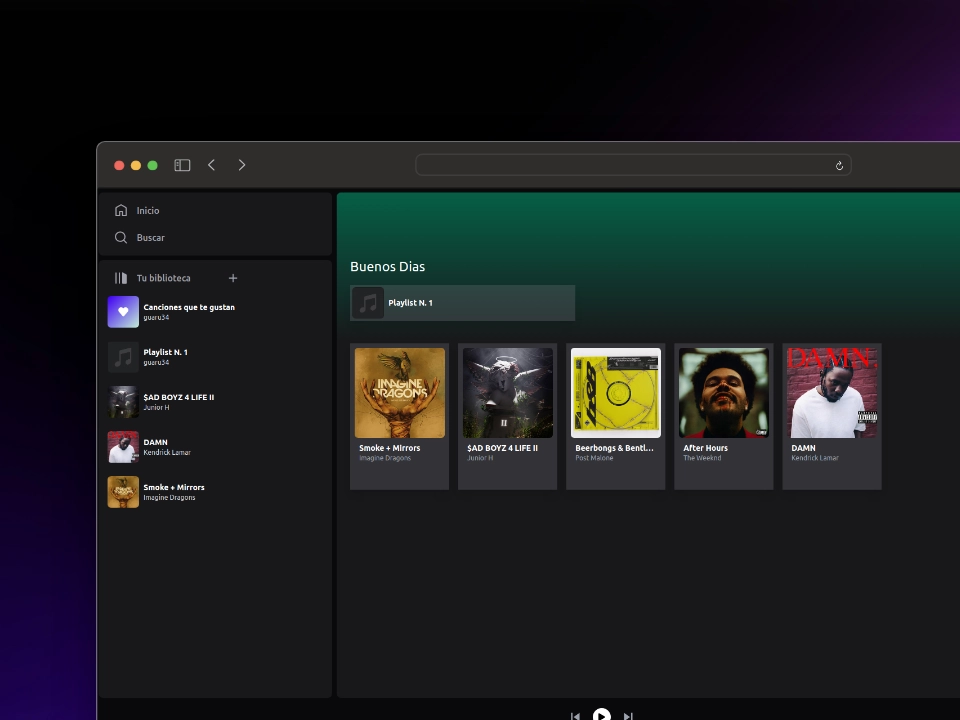 Inicio
Buscar
Tu biblioteca
Canciones que te gustan
guaru34
Playlist N. 1
guaru34
$AD BOYZ 4 LIFE II
Junior H
DAMN
Kendrick Lamar
Smoke + Mirrors
Imagine Dragons
Buenos Dias
Playlist N. 1
IMAGINE
DRAGONS
Smoke + Mirrors
Imagine Dragons
II
$AD BOYZ 4 LIFE II
Junior H
Beerbongs & Bentl...
Post Malone
After Hours
The Weeknd
DAMN.
DAMN
Kendrick Lamar